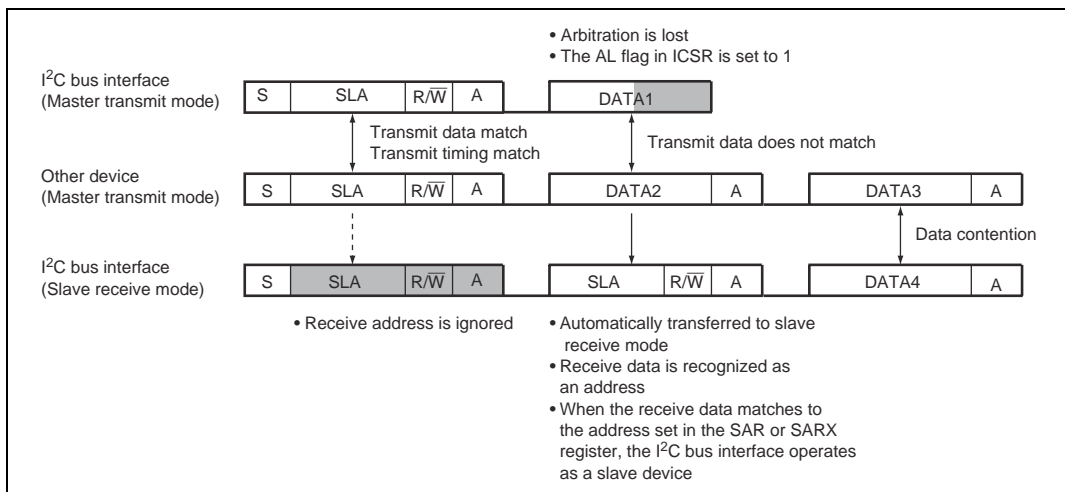 • Arbitration is lost
• The AL flag in ICSR is set to 1
I²C bus interface
(Master transmit mode)
S SLA R/W̅ A DATA1
Transmit data match
Transmit timing match
Transmit data does not match
Other device
(Master transmit mode)
S SLA R/W̅ A DATA2 A DATA3 A
Data contention
I²C bus interface
(Slave receive mode)
S SLA R/W̅ A SLA R/W̅ A DATA4 A
• Receive address is ignored
• Automatically transferred to slave
receive mode
• Receive data is recognized as
an address
• When the receive data matches to
the address set in the SAR or SARX
register, the I²C bus interface operates
as a slave device